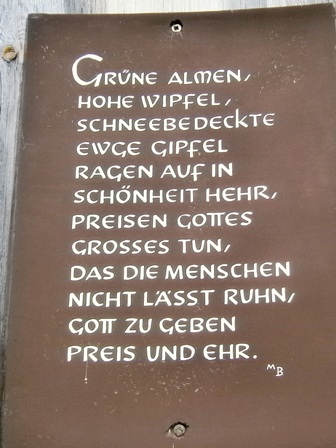 GRÜNE ALMEN,
HOHE WIPFEL,
SCHNEEBEDECKTE
EWGE GIPFEL
RAGEN AUF IN
SCHÖNHEIT HEHR,
PREISEN GOTTES
GROSSES TUN,
DAS DIE MENSCHEN
NICHT LÄSST RUHN,
GOTT ZU GEBEN
PREIS UND EHR.
MB